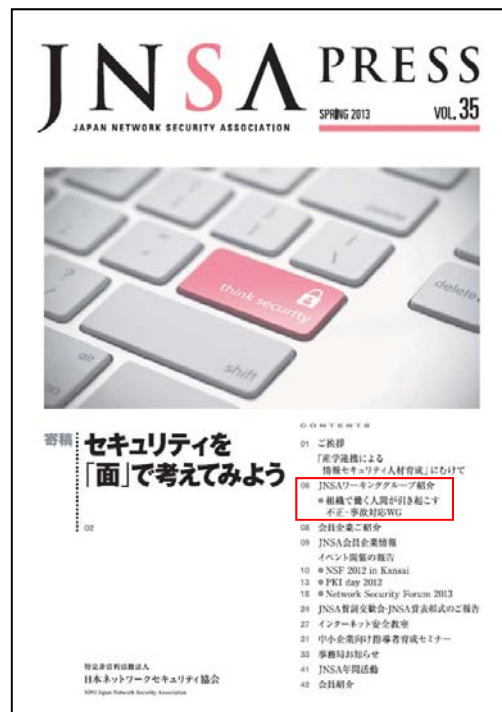 JNSA PRESS
JAPAN NETWORK SECURITY ASSOCIATION
SPRING 2013
VOL.35
think security
delete
alt
shift
寄稿
セキュリティを
「面」で考えてみよう
02
CONTENTS
01 ご挨拶
「産学連携による
情報セキュリティ人材育成」にむけて
06 JNSAワーキンググループ紹介
●組織で働く人間が引き起こす
不正・事故対応WG
08 会員企業ご紹介
09 JNSA会員企業情報
イベント開催の報告
10 ●NSF 2012 in Kansai
13 ●PKI day 2012
18 ●Network Security Forum 2013
24 JNSA賀詞交歓会・JNSA賞表彰式のご報告
27 インターネット安全教室
31 中小企業向け指導者育成セミナー
33 事務局お知らせ
41 JNSA年間活動
42 会員紹介
特定非営利活動法人
日本ネットワークセキュリティ協会
NPO Japan Network Security Association